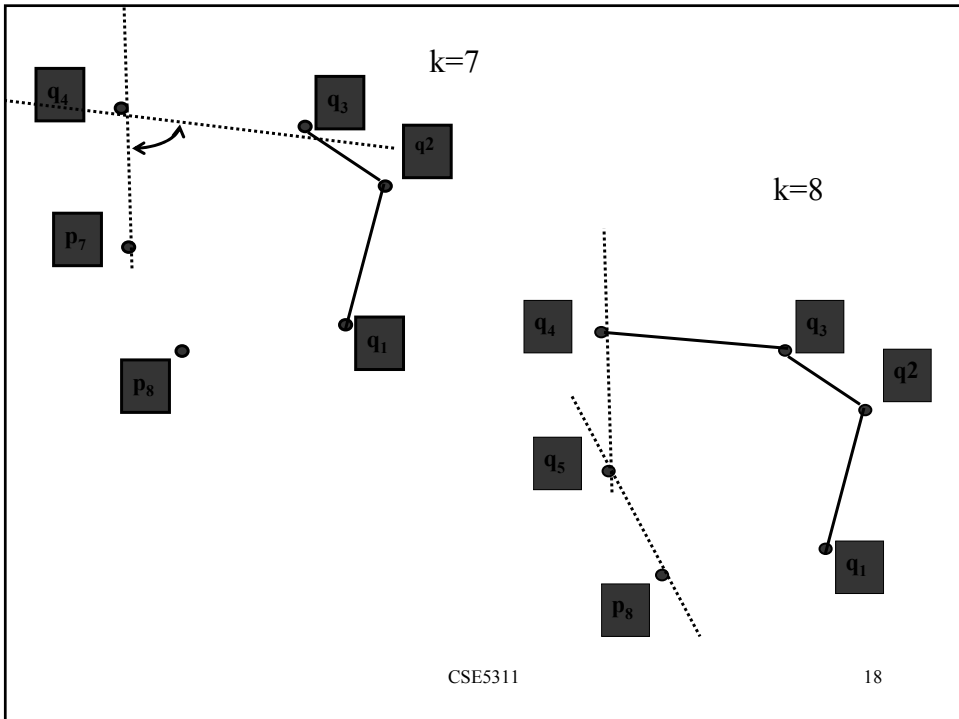 k=7
q₄
q₃
q2
p₇
q₁
p₈
k=8
q₄
q₃
q2
q₅
q₁
p₈
CSE5311
18